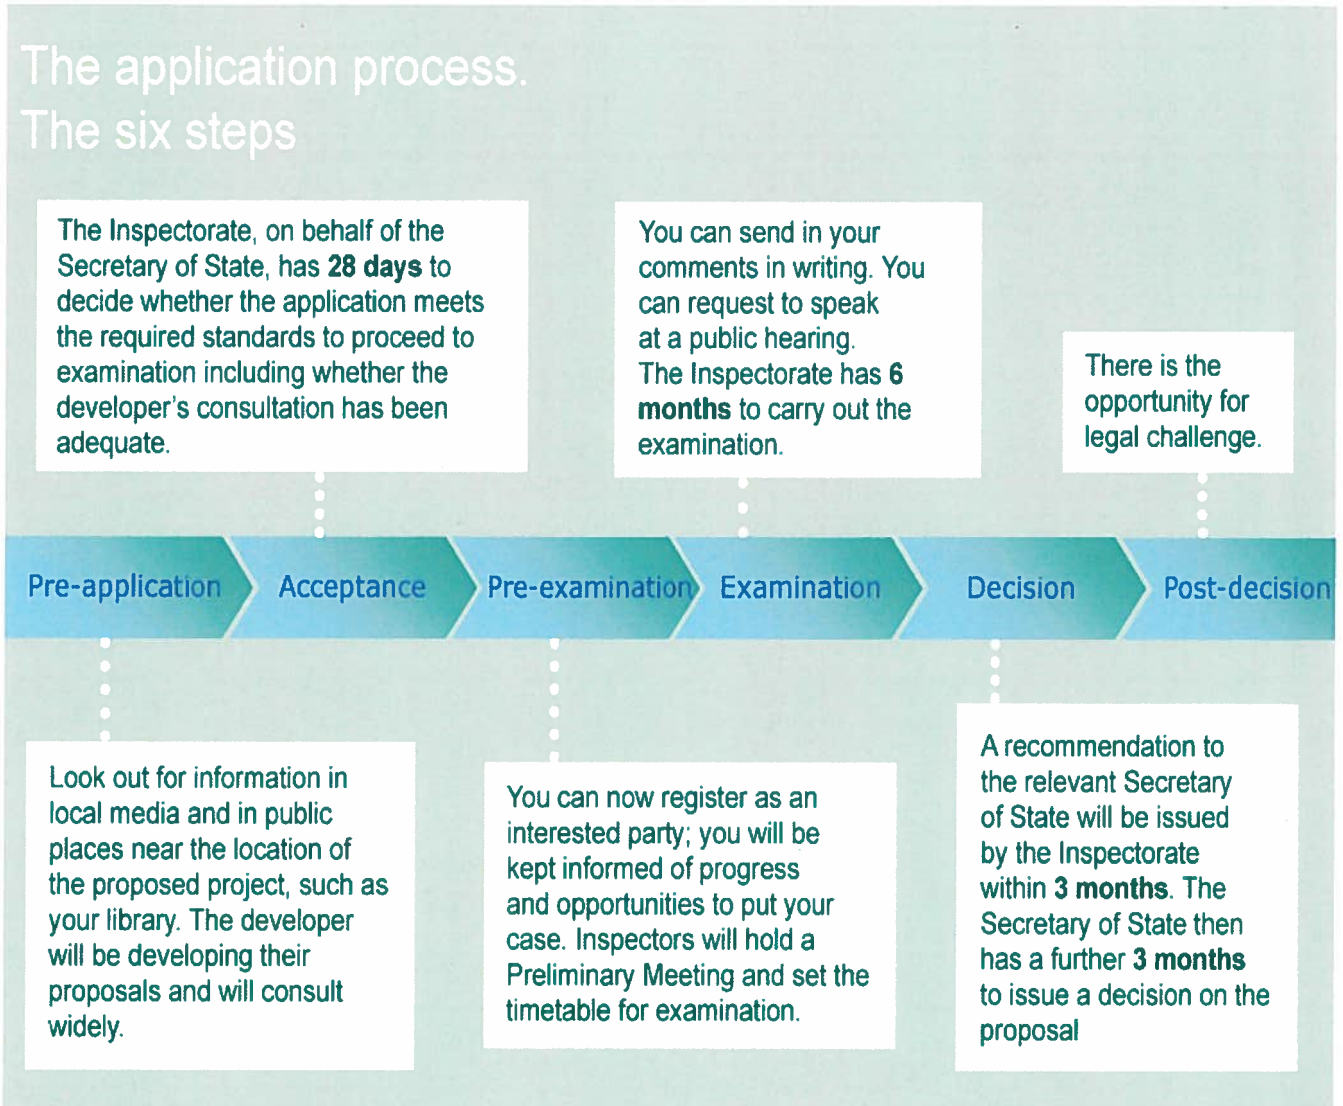 The application process.
The six steps
The Inspectorate, on behalf of the
Secretary of State, has 28 days to
decide whether the application meets
the required standards to proceed to
examination including whether the
developer's consultation has been
adequate.
You can send in your
comments in writing. You
can request to speak
at a public hearing.
The Inspectorate has 6
months to carry out the
examination.
There is the
opportunity for
legal challenge.
Pre-application
Acceptance
Pre-examination
Examination
Decision
Post-decision
Look out for information in
local media and in public
places near the location of
the proposed project, such as
your library. The developer
will be developing their
proposals and will consult
widely.
You can now register as an
interested party; you will be
kept informed of progress
and opportunities to put your
case. Inspectors will hold a
Preliminary Meeting and set the
timetable for examination.
A recommendation to
the relevant Secretary
of State will be issued
by the Inspectorate
within 3 months. The
Secretary of State then
has a further 3 months
to issue a decision on the
proposal